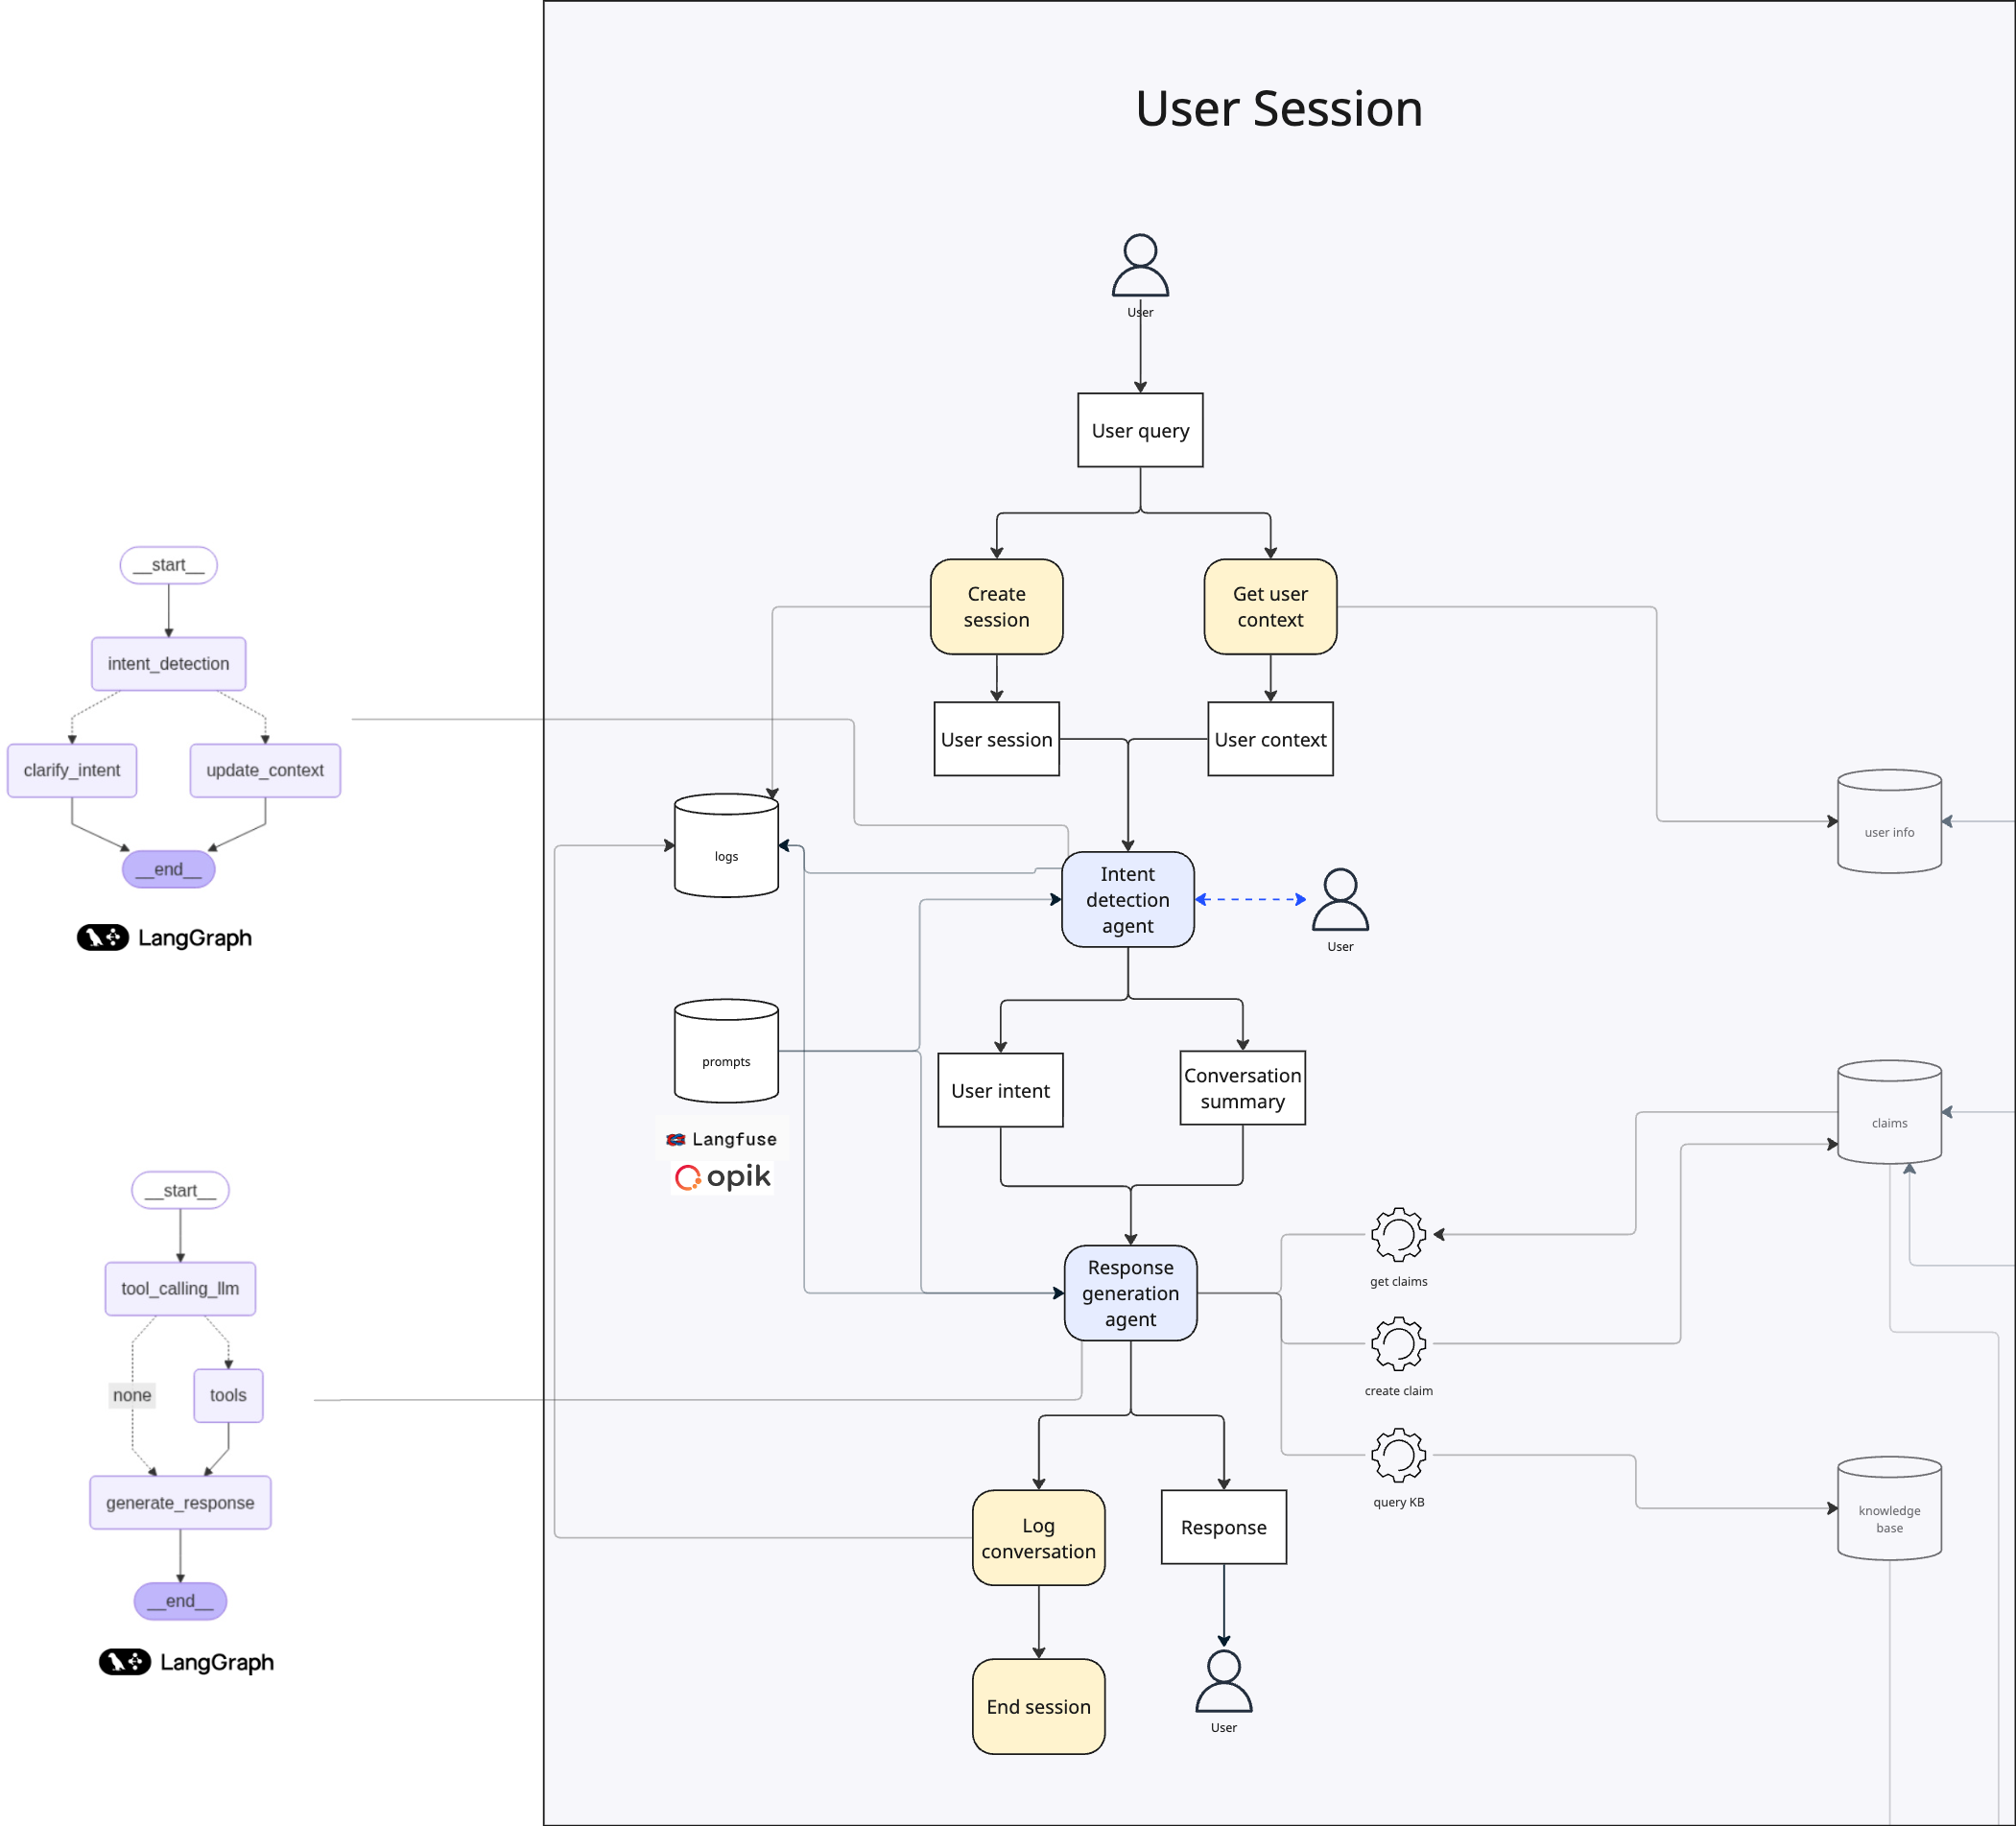 User Session
User
User query
Create
session
Get user
context
User session
User context
logs
user info
Intent
detection
agent
User
prompts
Langfuse
opik
User intent
Conversation
summary
claims
Response
generation
agent
get claims
create claim
query KB
knowledge
base
Log
conversation
Response
End session
User
__start__
intent_detection
clarify_intent
update_context
__end__
LangGraph
__start__
tool_calling_llm
none
tools
generate_response
__end__
LangGraph